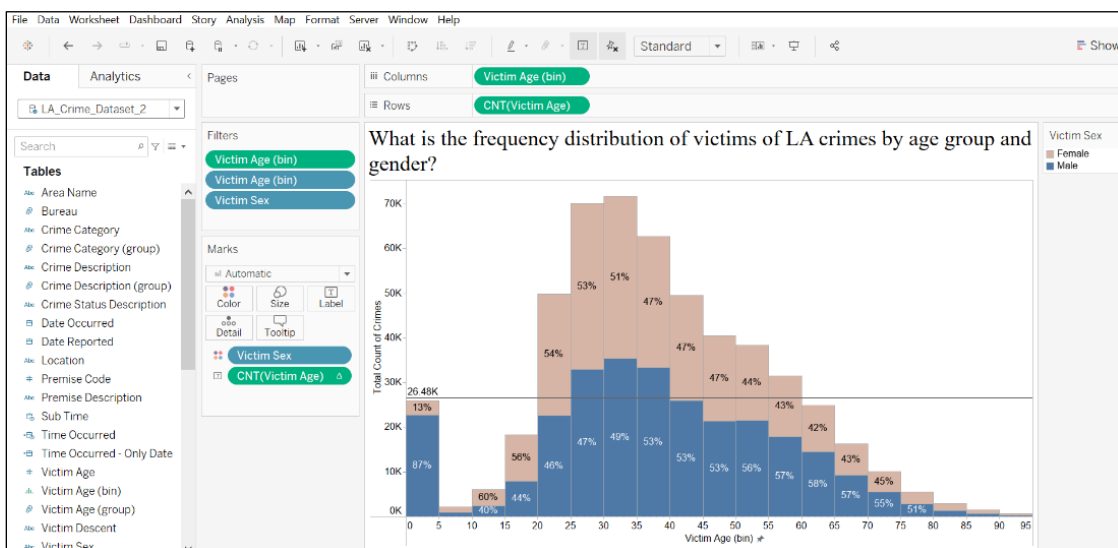 File Data Worksheet Dashboard Story Analysis Map Format Server Window Help
Standard
Show
Data Analytics
LA_Crime_Dataset_2
Search
Tables
Area Name
Bureau
Crime Category
Crime Category (group)
Crime Description
Crime Description (group)
Crime Status Description
Date Occurred
Date Reported
Location
Premise Code
Premise Description
Sub Time
Time Occurred
Time Occurred - Only Date
Victim Age
Victim Age (bin)
Victim Age (group)
Victim Descent
Victim Sex
Pages
Filters
Victim Age (bin)
Victim Age (bin)
Victim Sex
Marks
Automatic
Color Size Label
Detail Tooltip
Victim Sex
CNT(Victim Age)
Columns Victim Age (bin)
Rows CNT(Victim Age)
What is the frequency distribution of victims of LA crimes by age group and
gender?
Total Count of Crimes
70K
60K
50K
40K
30K
20K
10K
0K
26.48K
13%
87%
60%
40%
56%
44%
54%
46%
53%
47%
51%
49%
47%
53%
47%
53%
47%
53%
44%
56%
43%
57%
42%
58%
43%
57%
45%
55%
51%
0 5 10 15 20 25 30 35 40 45 50 55 60 65 70 75 80 85 90 95
Victim Age (bin)
Victim Sex
Female
Male